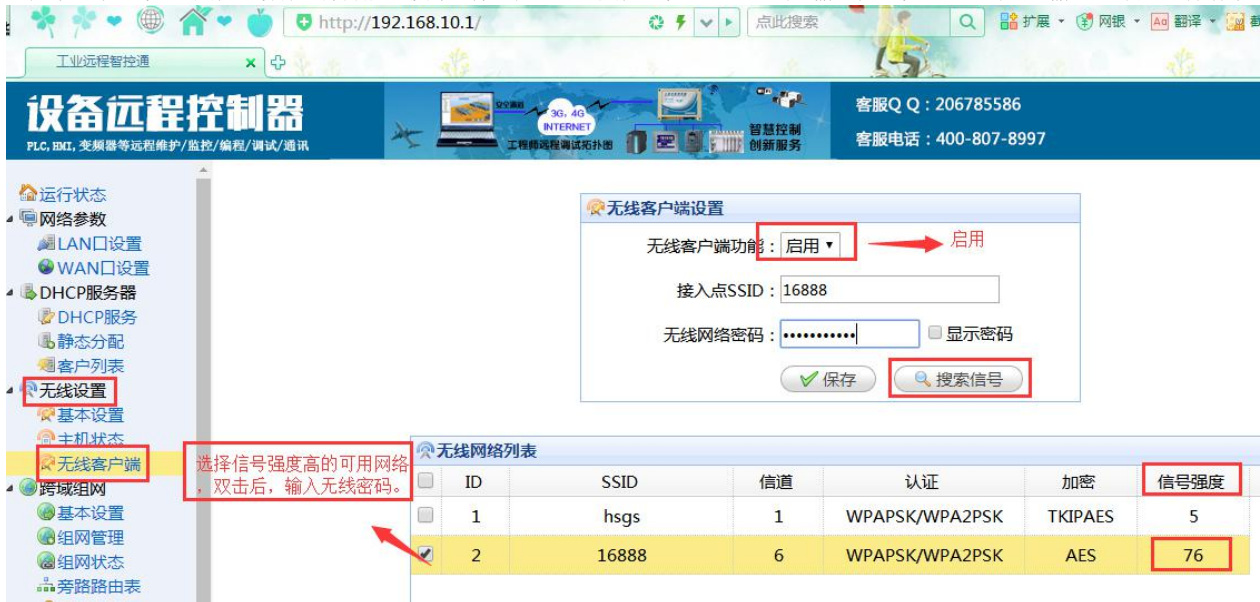 http://192.168.10.1/
点此搜索
扩展
网银
翻译
工业远程智控通
设备远程控制器
PLC, HMI, 变频器等远程维护/监控/编程/调试/通讯
3G, 4G
INTERNET
工程师远程调试拓扑图
智慧控制
创新服务
客服Q Q：206785586
客服电话：400-807-8997
运行状态
网络参数
LAN口设置
WAN口设置
DHCP服务器
DHCP服务
静态分配
客户列表
无线设置
基本设置
主机状态
无线客户端
跨域组网
基本设置
组网管理
组网状态
旁路路由表
无线客户端设置
无线客户端功能：启用
启用
接入点SSID：16888
无线网络密码：•••••••••••
显示密码
保存
搜索信号
选择信号强度高的可用网络
，双击后，输入无线密码。
无线网络列表
ID SSID 信道 认证 加密 信号强度
1 hsgs 1 WPAPSK/WPA2PSK TKIPAES 5
2 16888 6 WPAPSK/WPA2PSK AES 76